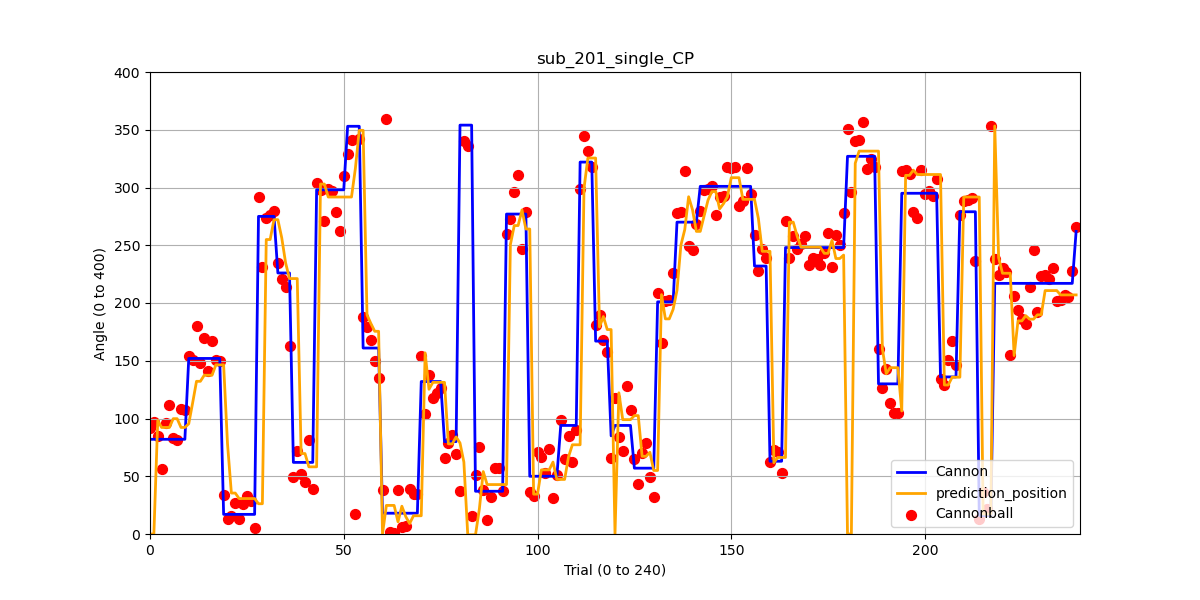 sub_201_single_CP
Angle (0 to 400)
400
350
300
250
200
150
100
50
0
0 50 100 150 200
Trial (0 to 240)
Cannon
prediction_position
Cannonball